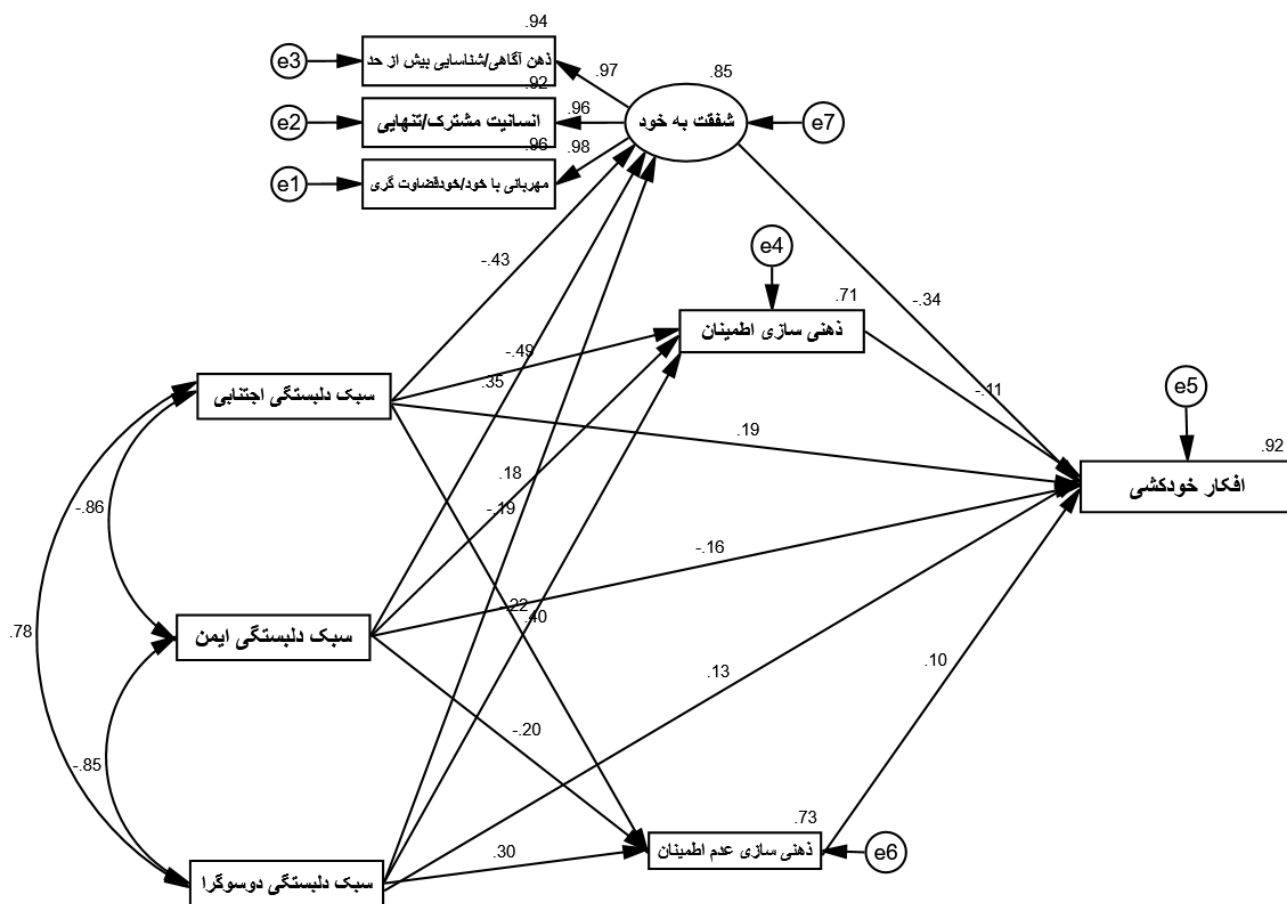 .94
e3
ذهن آگاهی/شناسایی بیش از حد
.97
.85
.92
e2
انسانیت مشترک/تنهایی
.96
شفقت به خود
e7
.96
.98
e1
مهربانی با خود/خودقضاوت گری
e4
-.43
.71
-.34
ذهنی سازی اطمینان
-.49
.35
سبک دلبستگی اجتنابی
-.11
e5
.19
.92
افکار خودکشی
.18
-.19
-.86
-.16
.22
.40
.78
سبک دلبستگی ایمن
.13
.10
-.20
-.85
.73
.30
ذهنی سازی عدم اطمینان
e6
سبک دلبستگی دوسوگرا